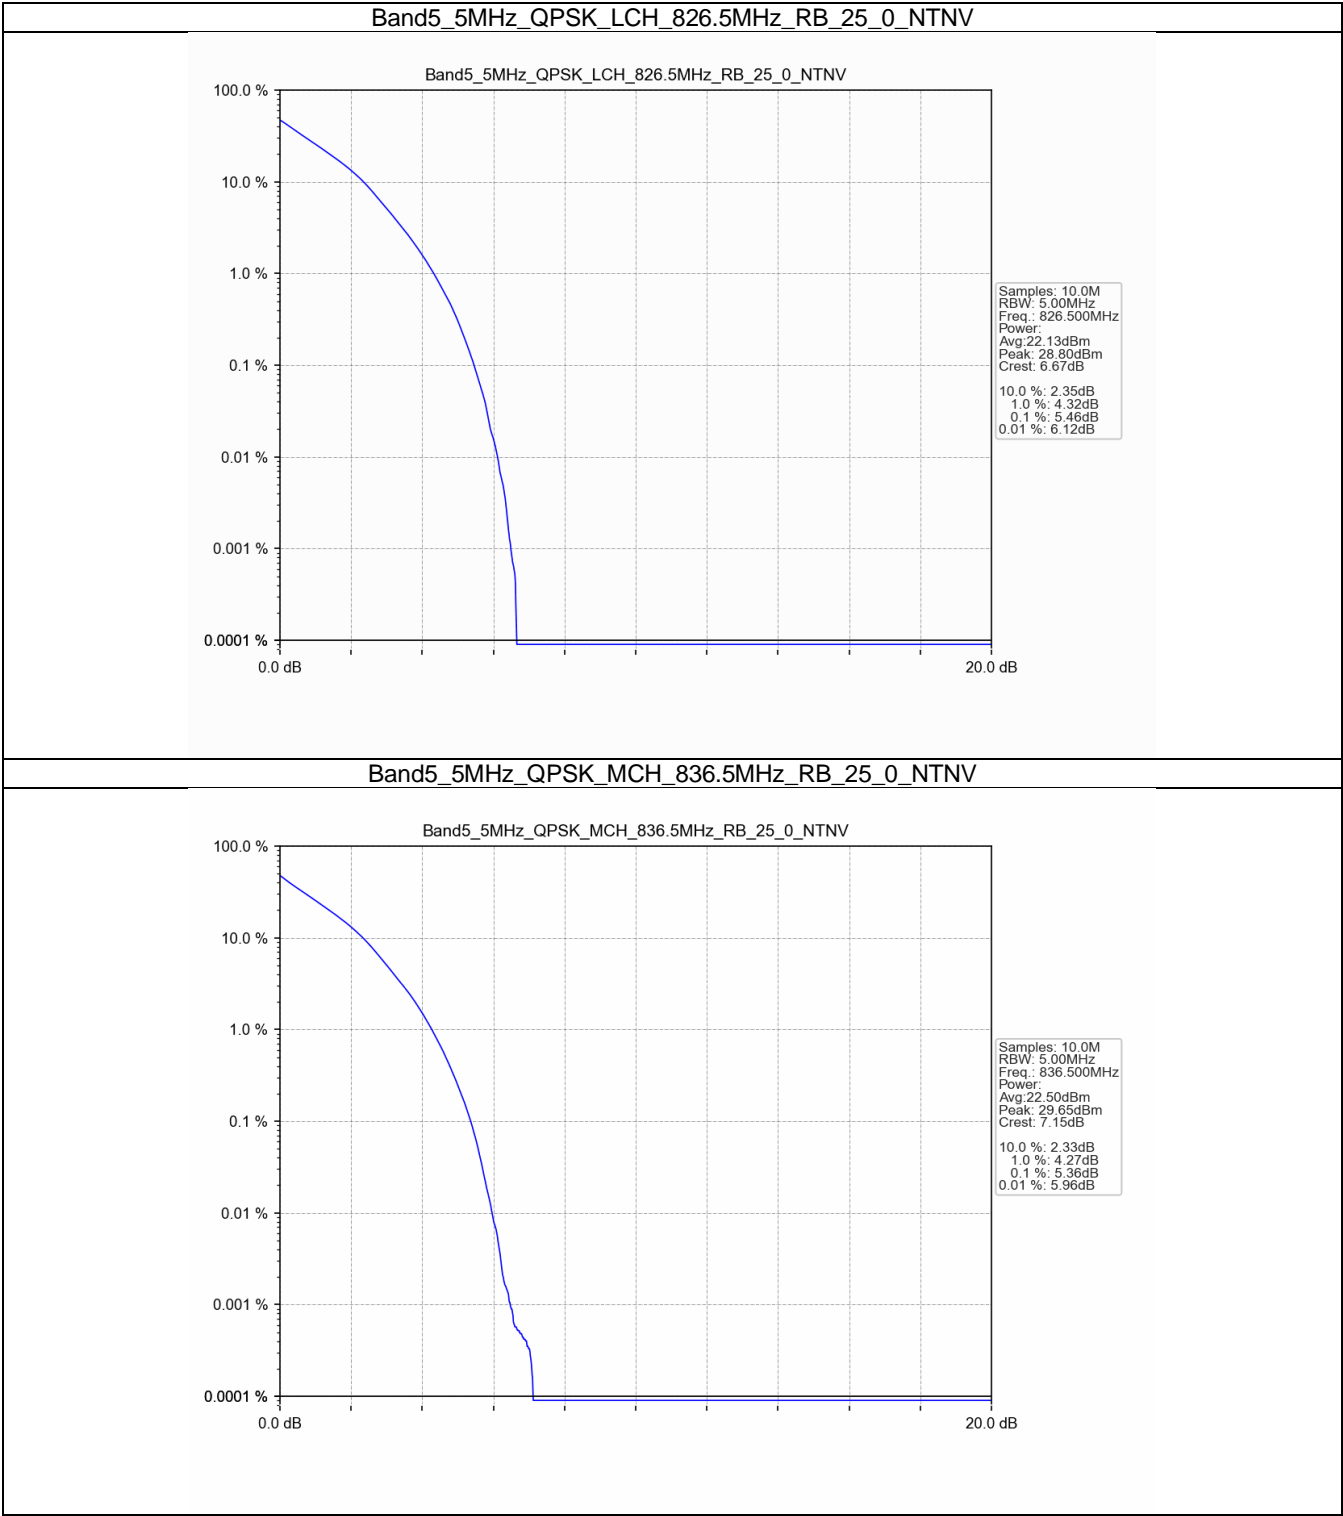 Band5_5MHz_QPSK_LCH_826.5MHz_RB_25_0_NTNV
Band5_5MHz_QPSK_LCH_826.5MHz_RB_25_0_NTNV
100.0 %
10.0 %
1.0 %
0.1 %
0.01 %
0.001 %
0.0001 %
0.0 dB
20.0 dB
Samples: 10.0M
RBW: 5.00MHz
Freq.: 826.500MHz
Power:
Avg:22.13dBm
Peak: 28.80dBm
Crest: 6.67dB
10.0 %: 2.35dB
1.0 %: 4.32dB
0.1 %: 5.46dB
0.01 %: 6.12dB
Band5_5MHz_QPSK_MCH_836.5MHz_RB_25_0_NTNV
Band5_5MHz_QPSK_MCH_836.5MHz_RB_25_0_NTNV
100.0 %
10.0 %
1.0 %
0.1 %
0.01 %
0.001 %
0.0001 %
0.0 dB
20.0 dB
Samples: 10.0M
RBW: 5.00MHz
Freq.: 836.500MHz
Power:
Avg:22.50dBm
Peak: 29.65dBm
Crest: 7.15dB
10.0 %: 2.33dB
1.0 %: 4.27dB
0.1 %: 5.36dB
0.01 %: 5.96dB